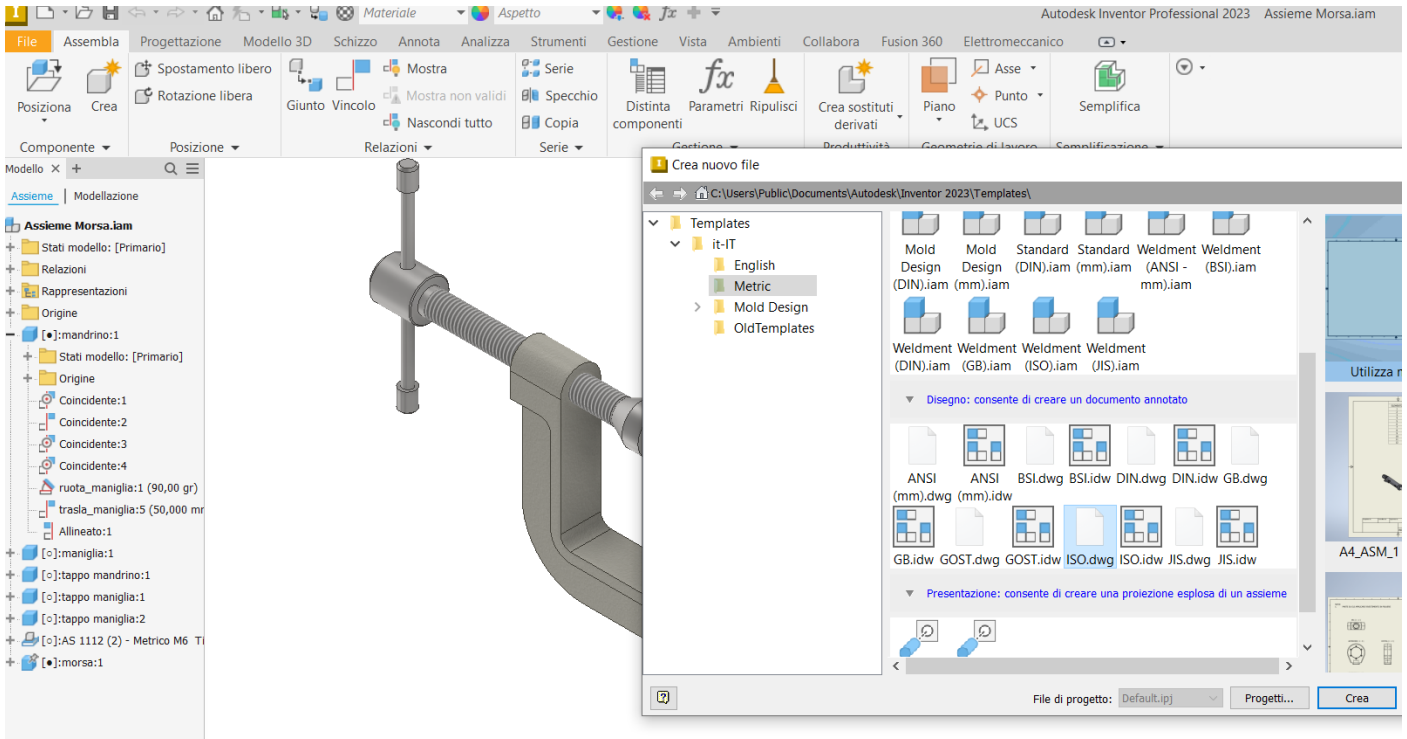 Materiale
Aspetto
fx
Autodesk Inventor Professional 2023 Assieme Morsa.iam
File Assembla Progettazione Modello 3D Schizzo Annota Analizza Strumenti Gestione Vista Ambienti Collabora Fusion 360 Elettromeccanico
Posiziona
Crea
Spostamento libero
Rotazione libera
Giunto
Vincolo
Mostra
Mostra non validi
Nascondi tutto
Serie
Specchio
Copia
Distinta
componenti
fx
Parametri
Ripulisci
Crea sostituti
derivati
Piano
Asse
Punto
UCS
Semplifica
Componente
Posizione
Relazioni
Serie
Gestione
Produttività
Geometrie di lavoro
Semplificazione
Modello
Assieme Modellazione
Assieme Morsa.iam
Stati modello: [Primario]
Relazioni
Rappresentazioni
Origine
[●]:mandrino:1
Stati modello: [Primario]
Origine
Coincidente:1
Coincidente:2
Coincidente:3
Coincidente:4
ruota_maniglia:1 (90,00 gr)
trasla_maniglia:5 (50,000 mr
Allineato:1
[○]:maniglia:1
[○]:tappo mandrino:1
[○]:tappo maniglia:1
[○]:tappo maniglia:2
[○]:AS 1112 (2) - Metrico M6 Ti
[●]:morsa:1
Crea nuovo file
C:\Users\Public\Documents\Autodesk\Inventor 2023\Templates\
Templates
it-IT
English
Metric
Mold Design
OldTemplates
Mold
Design
(DIN).iam
Mold
Design
(mm).iam
Standard
(DIN).iam
Standard
(mm).iam
Weldment
(ANSI -
mm).iam
Weldment
(BSI).iam
Weldment
(DIN).iam
Weldment
(GB).iam
Weldment
(ISO).iam
Weldment
(JIS).iam
Disegno: consente di creare un documento annotato
ANSI
(mm).dwg
ANSI
(mm).idw
BSI.dwg
BSI.idw
DIN.dwg
DIN.idw
GB.dwg
GB.idw
GOST.dwg
GOST.idw
ISO.dwg
ISO.idw
JIS.dwg
JIS.idw
Presentazione: consente di creare una proiezione esplosa di un assieme
Utilizza
A4_ASM_1
File di progetto: Default.ipj
Progetti...
Crea